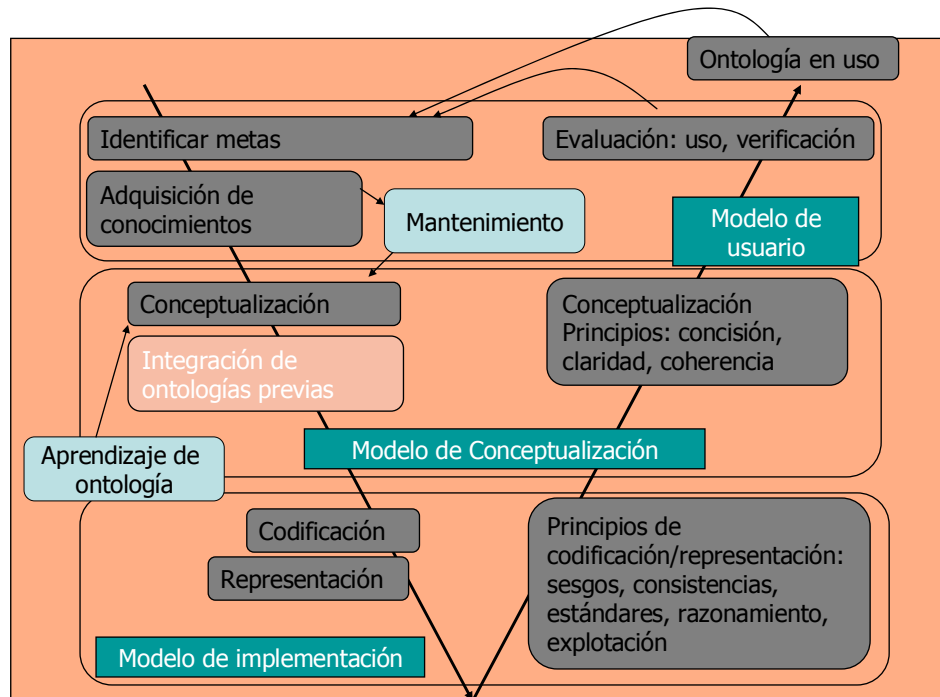 Ontología en uso
Identificar metas
Evaluación: uso, verificación
Adquisición de
conocimientos
Mantenimiento
Modelo de
usuario
Conceptualización
Conceptualización
Principios: concisión,
claridad, coherencia
Integración de
ontologías previas
Modelo de Conceptualización
Aprendizaje de
ontología
Codificación
Representación
Principios de
codificación/representación:
sesgos, consistencias,
estándares, razonamiento,
explotación
Modelo de implementación